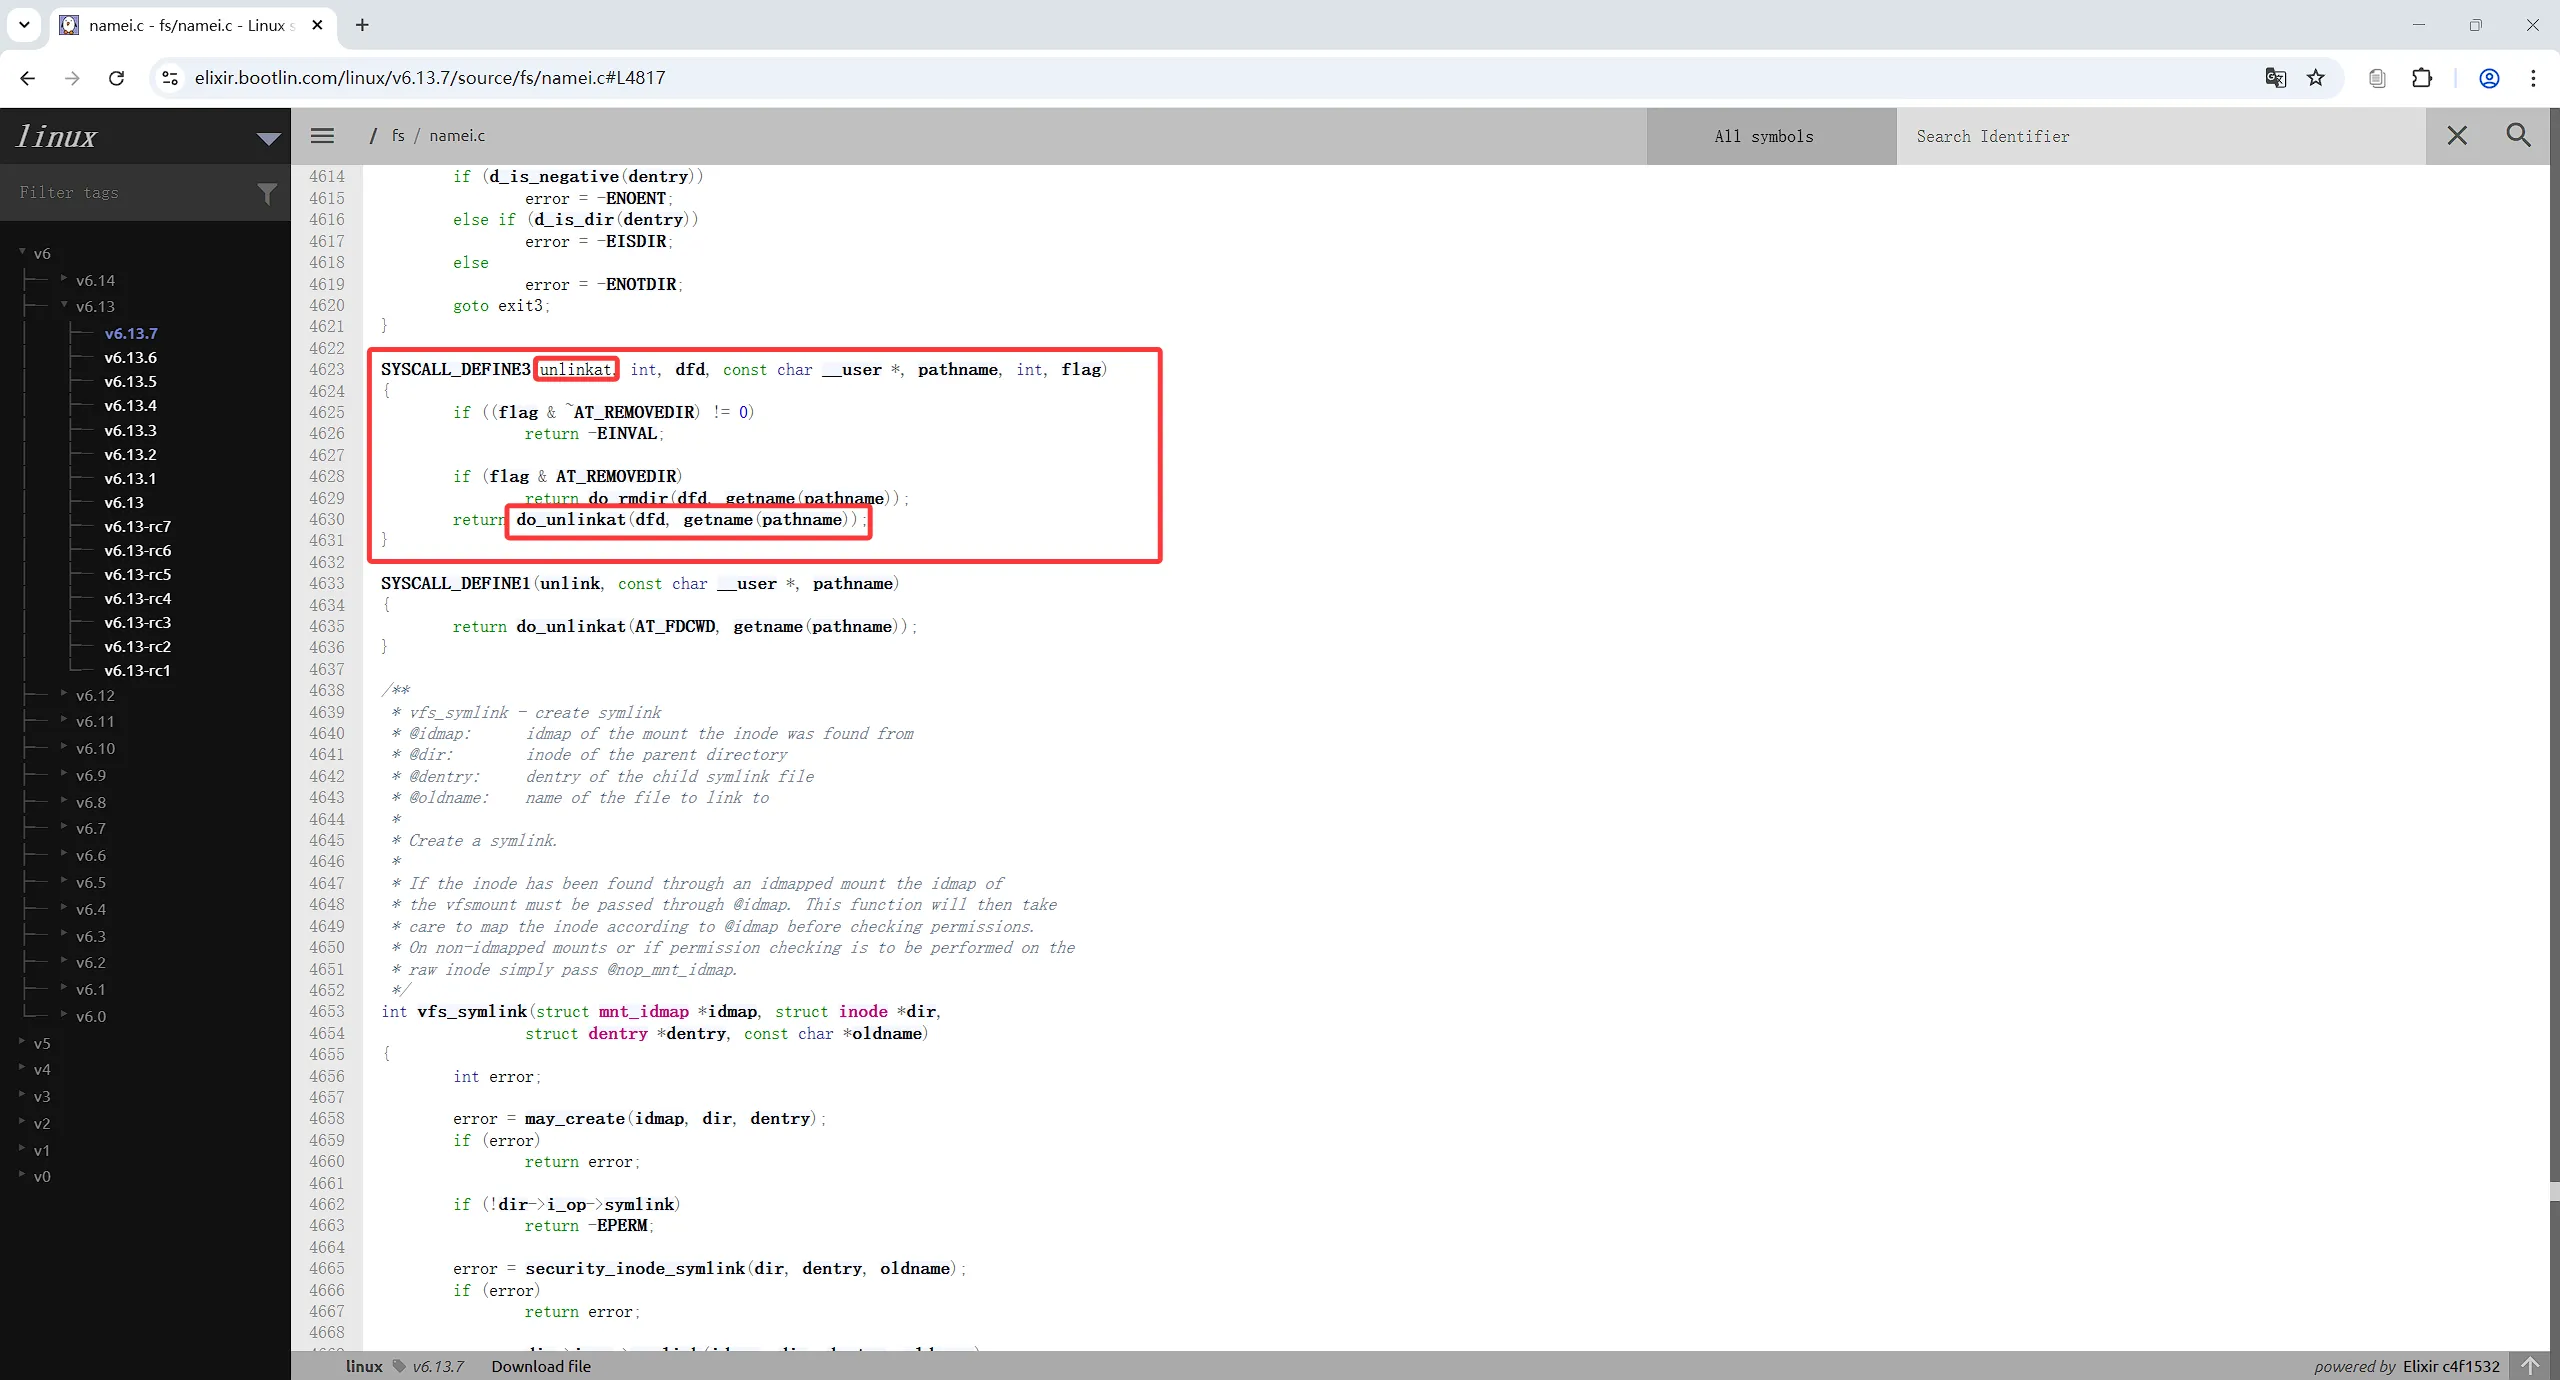 namei.c - fs/namei.c - Linux s
elixir.bootlin.com/linux/v6.13.7/source/fs/namei.c#L4817
linux
/ fs / namei.c
All symbols
Search Identifier
Filter tags
v6
v6.14
v6.13
v6.13.7
v6.13.6
v6.13.5
v6.13.4
v6.13.3
v6.13.2
v6.13.1
v6.13
v6.13-rc7
v6.13-rc6
v6.13-rc5
v6.13-rc4
v6.13-rc3
v6.13-rc2
v6.13-rc1
v6.12
v6.11
v6.10
v6.9
v6.8
v6.7
v6.6
v6.5
v6.4
v6.3
v6.2
v6.1
v6.0
v5
v4
v3
v2
v1
v0
4614 if (d_is_negative(dentry))
4615 error = -ENOENT;
4616 else if (d_is_dir(dentry))
4617 error = -EISDIR;
4618 else
4619 error = -ENOTDIR;
4620 goto exit3;
4621 }
4622
4623 SYSCALL_DEFINE3 unlinkat, int, dfd, const char __user *, pathname, int, flag)
4624 {
4625 if ((flag & ~AT_REMOVEDIR) != 0)
4626 return -EINVAL;
4627
4628 if (flag & AT_REMOVEDIR)
4629 return do_rmdir(dfd, getname(pathname));
4630 return do_unlinkat(dfd, getname(pathname));
4631 }
4632
4633 SYSCALL_DEFINE1(unlink, const char __user *, pathname)
4634 {
4635 return do_unlinkat(AT_FDCWD, getname(pathname));
4636 }
4637
4638 /**
4639 * vfs_symlink - create symlink
4640 * @idmap: idmap of the mount the inode was found from
4641 * @dir: inode of the parent directory
4642 * @dentry: dentry of the child symlink file
4643 * @oldname: name of the file to link to
4644 *
4645 * Create a symlink.
4646 *
4647 * If the inode has been found through an idmapped mount the idmap of
4648 * the vfsmount must be passed through @idmap. This function will then take
4649 * care to map the inode according to @idmap before checking permissions.
4650 * On non-idmapped mounts or if permission checking is to be performed on the
4651 * raw inode simply pass @nop_mnt_idmap.
4652 */
4653 int vfs_symlink(struct mnt_idmap *idmap, struct inode *dir,
4654 struct dentry *dentry, const char *oldname)
4655 {
4656 int error;
4657
4658 error = may_create(idmap, dir, dentry);
4659 if (error)
4660 return error;
4661
4662 if (!dir->i_op->symlink)
4663 return -EPERM;
4664
4665 error = security_inode_symlink(dir, dentry, oldname);
4666 if (error)
4667 return error;
4668
linux v6.13.7 Download file
powered by Elixir c4f1532